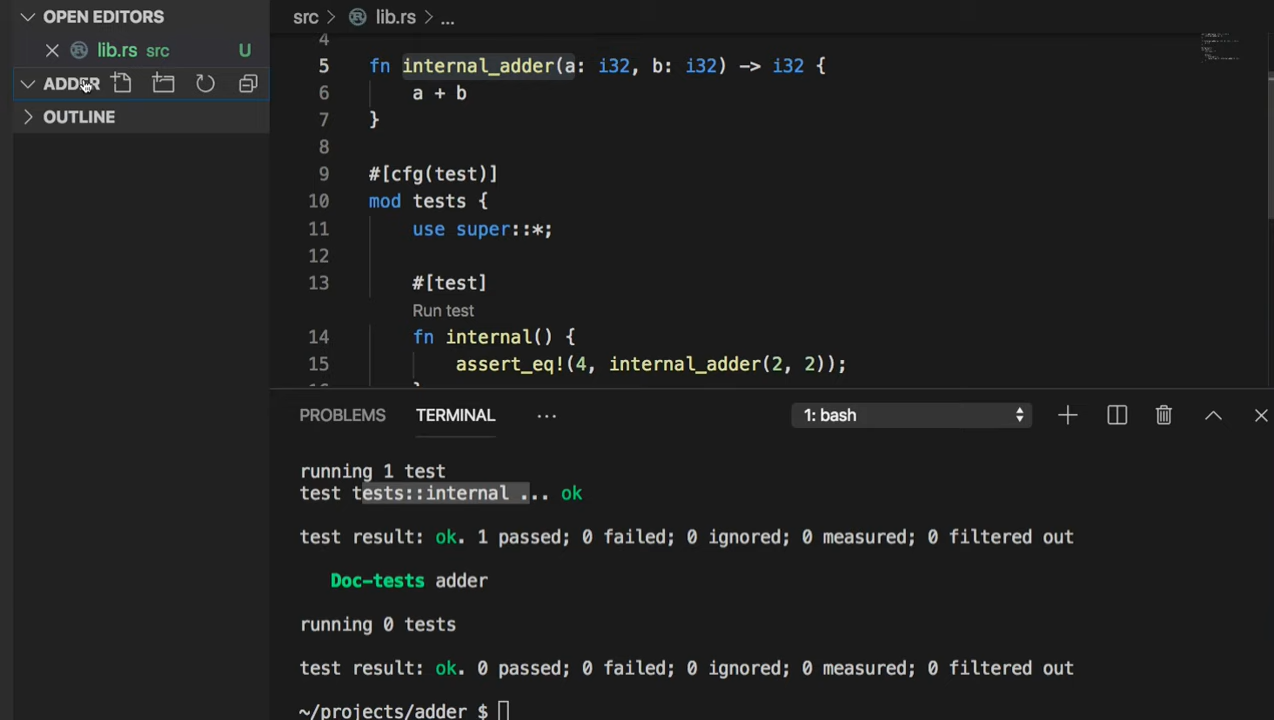 OPEN EDITORS
lib.rs src U
ADDER
OUTLINE
src > lib.rs > ...
4
5 fn internal_adder(a: i32, b: i32) -> i32 {
6 a + b
7 }
8
9 #[cfg(test)]
10 mod tests {
11 use super::*;
12
13 #[test]
Run test
14 fn internal() {
15 assert_eq!(4, internal_adder(2, 2));
PROBLEMS TERMINAL ... 1: bash
running 1 test
test tests::internal ... ok
test result: ok. 1 passed; 0 failed; 0 ignored; 0 measured; 0 filtered out
Doc-tests adder
running 0 tests
test result: ok. 0 passed; 0 failed; 0 ignored; 0 measured; 0 filtered out
~/projects/adder $